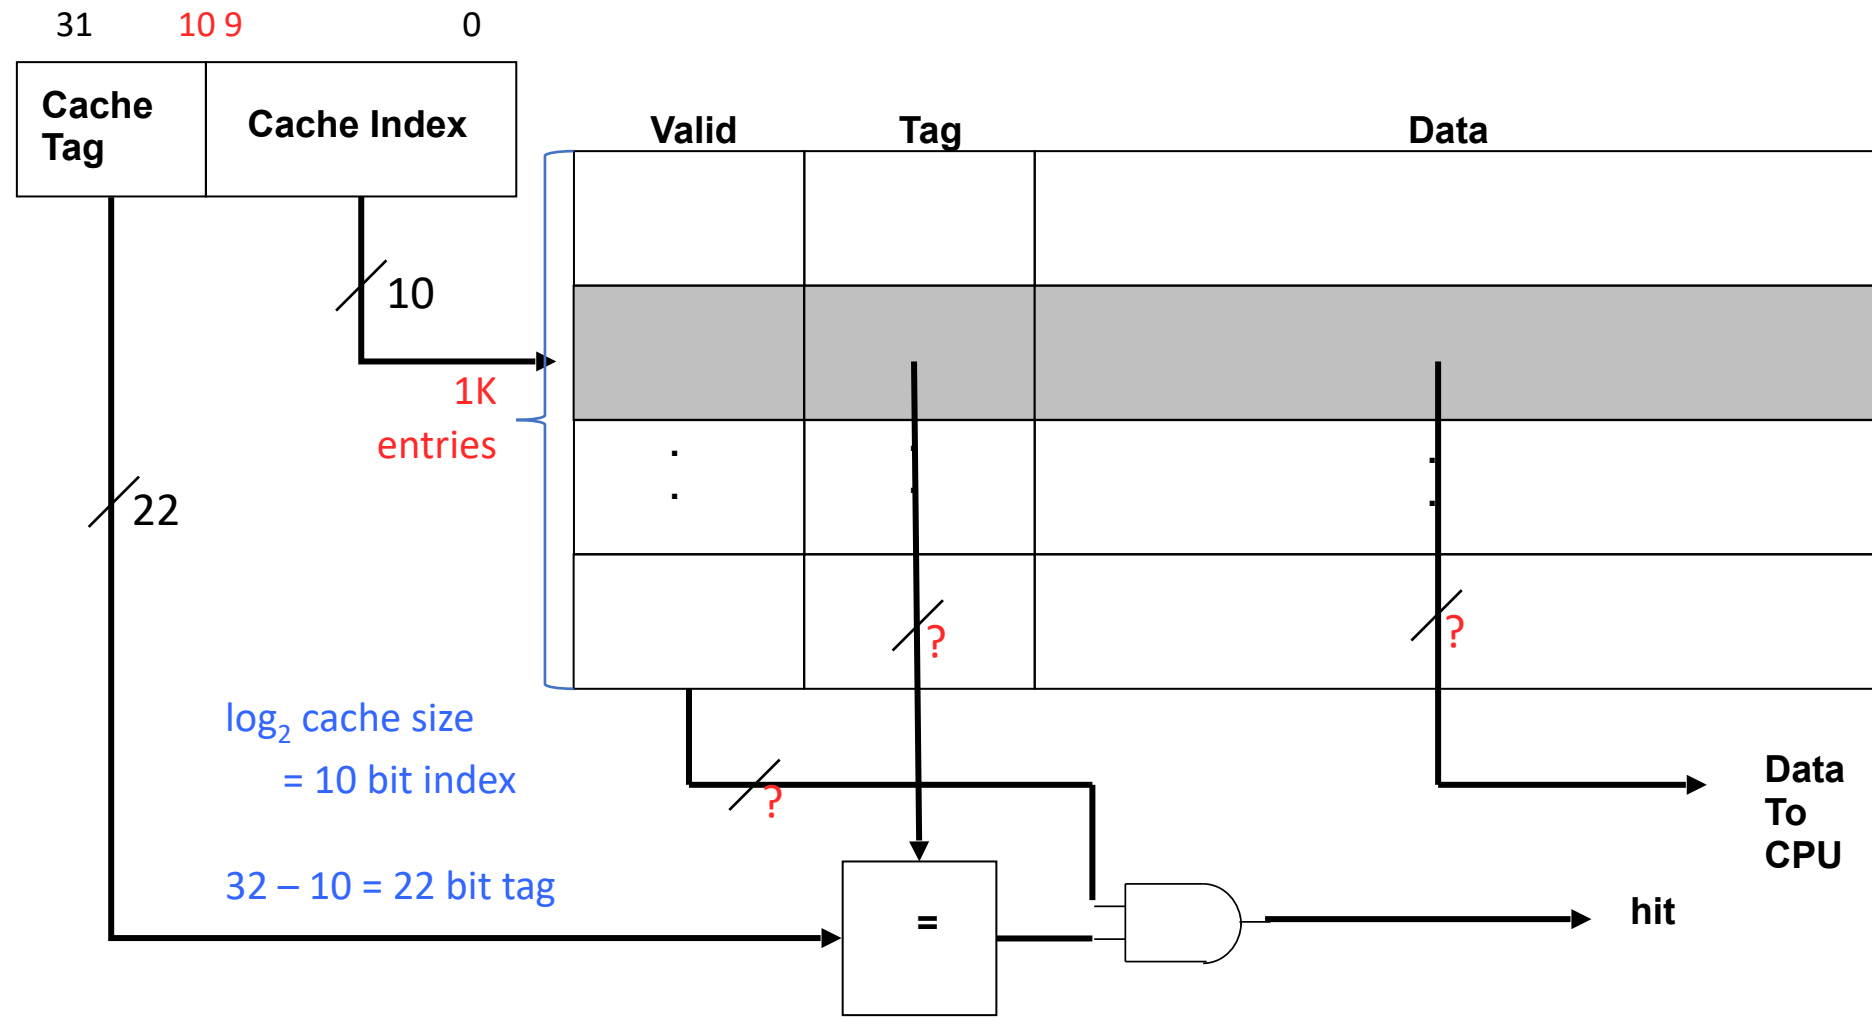 31 10 9 0
Cache
Tag
Cache Index
Valid Tag Data
10
1K
entries
. . .
. . .
22
? ?
log₂ cache size
= 10 bit index
?
32 – 10 = 22 bit tag
=
Data
To
CPU
hit